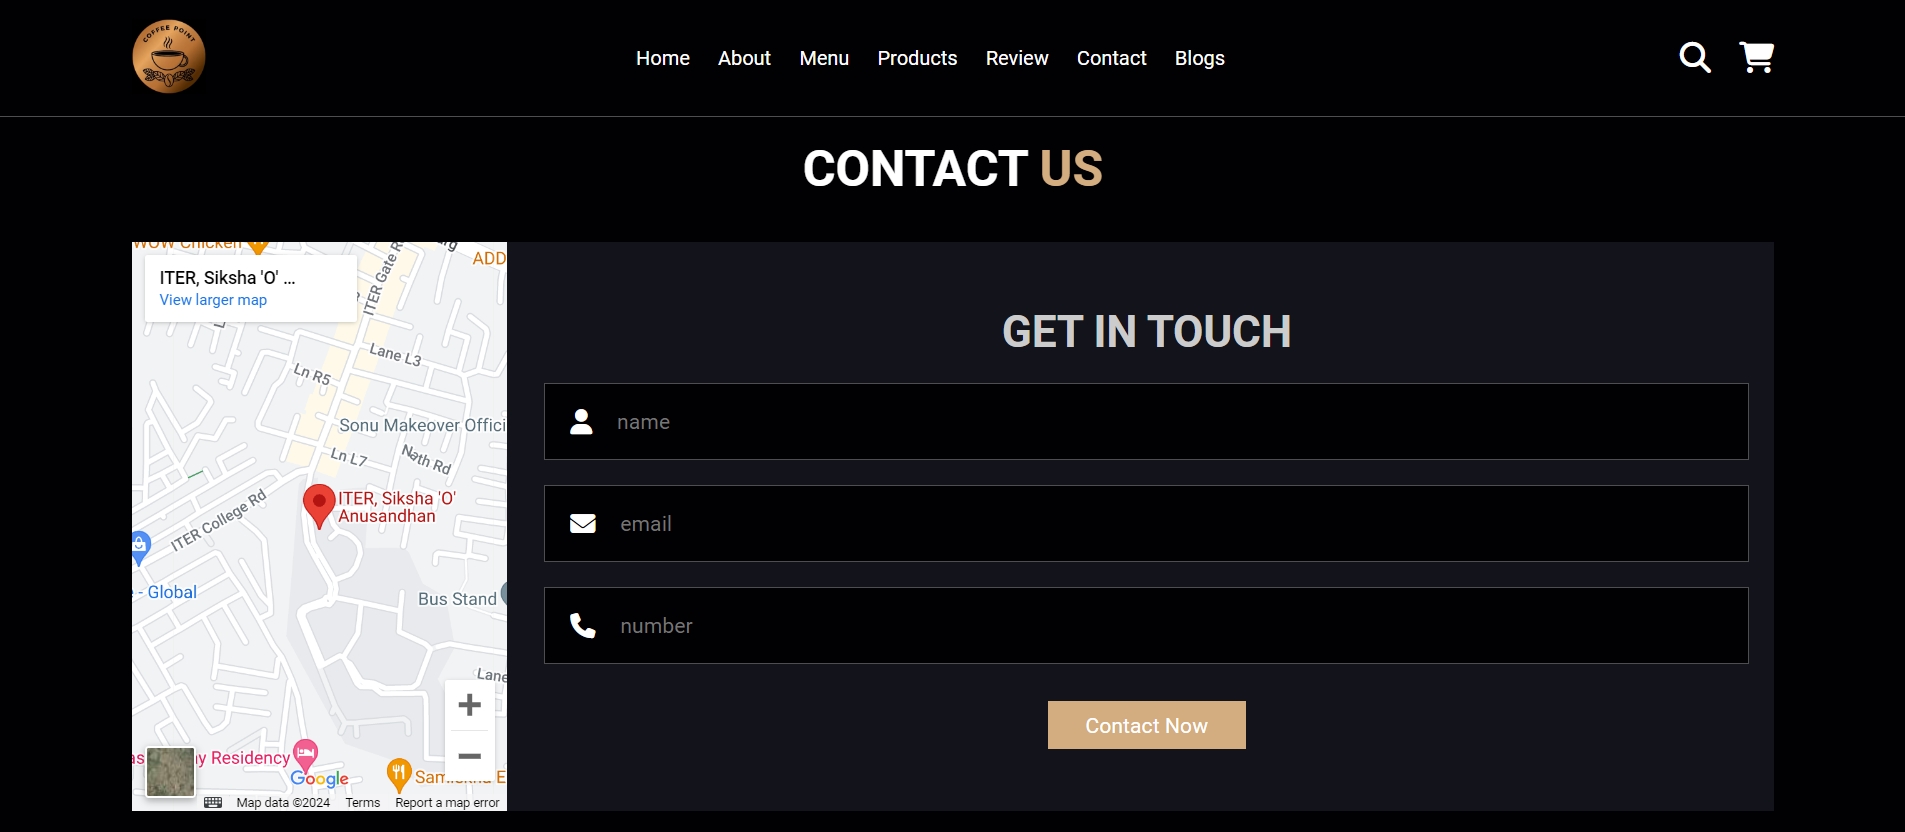 COFFEE POINT
Home About Menu Products Review Contact Blogs
CONTACT US
WOW Chicken
ITER, Siksha 'O' ...
View larger map
ITER Gate R
ADD
Lane L3
Ln R5
Sonu Makeover Offici
Ln L7
Nath Rd
ITER, Siksha 'O'
Anusandhan
ITER College Rd
- Global
Bus Stand
Lane
Residency
Google
Map data ©2024 Terms Report a map error
GET IN TOUCH
name
email
number
Contact Now